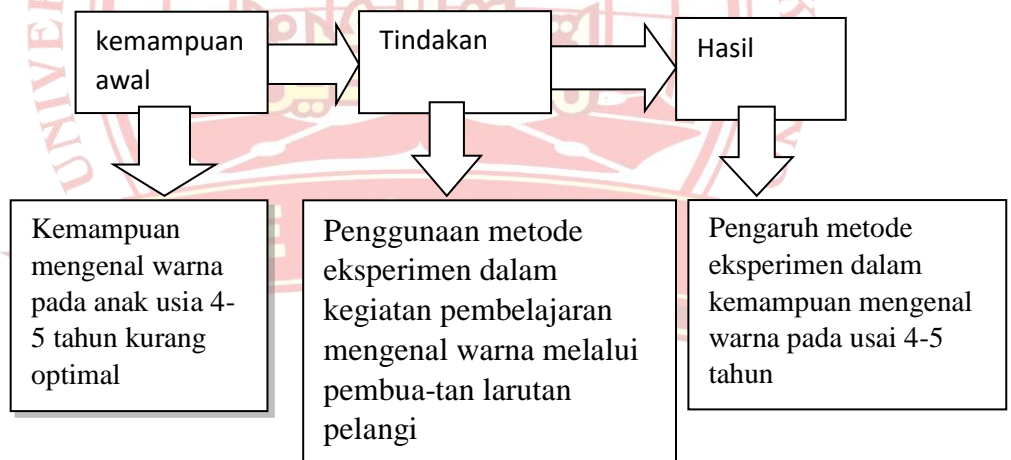 kemampuan
awal
Tindakan
Hasil
Kemampuan
mengenal warna
pada anak usia 4-
5 tahun kurang
optimal
Penggunaan metode
eksperimen dalam
kegiatan pembelajaran
mengenal warna melalui
pembua-tan larutan
pelangi
Pengaruh metode
eksperimen dalam
kemampuan mengenal
warna pada usai 4-5
tahun